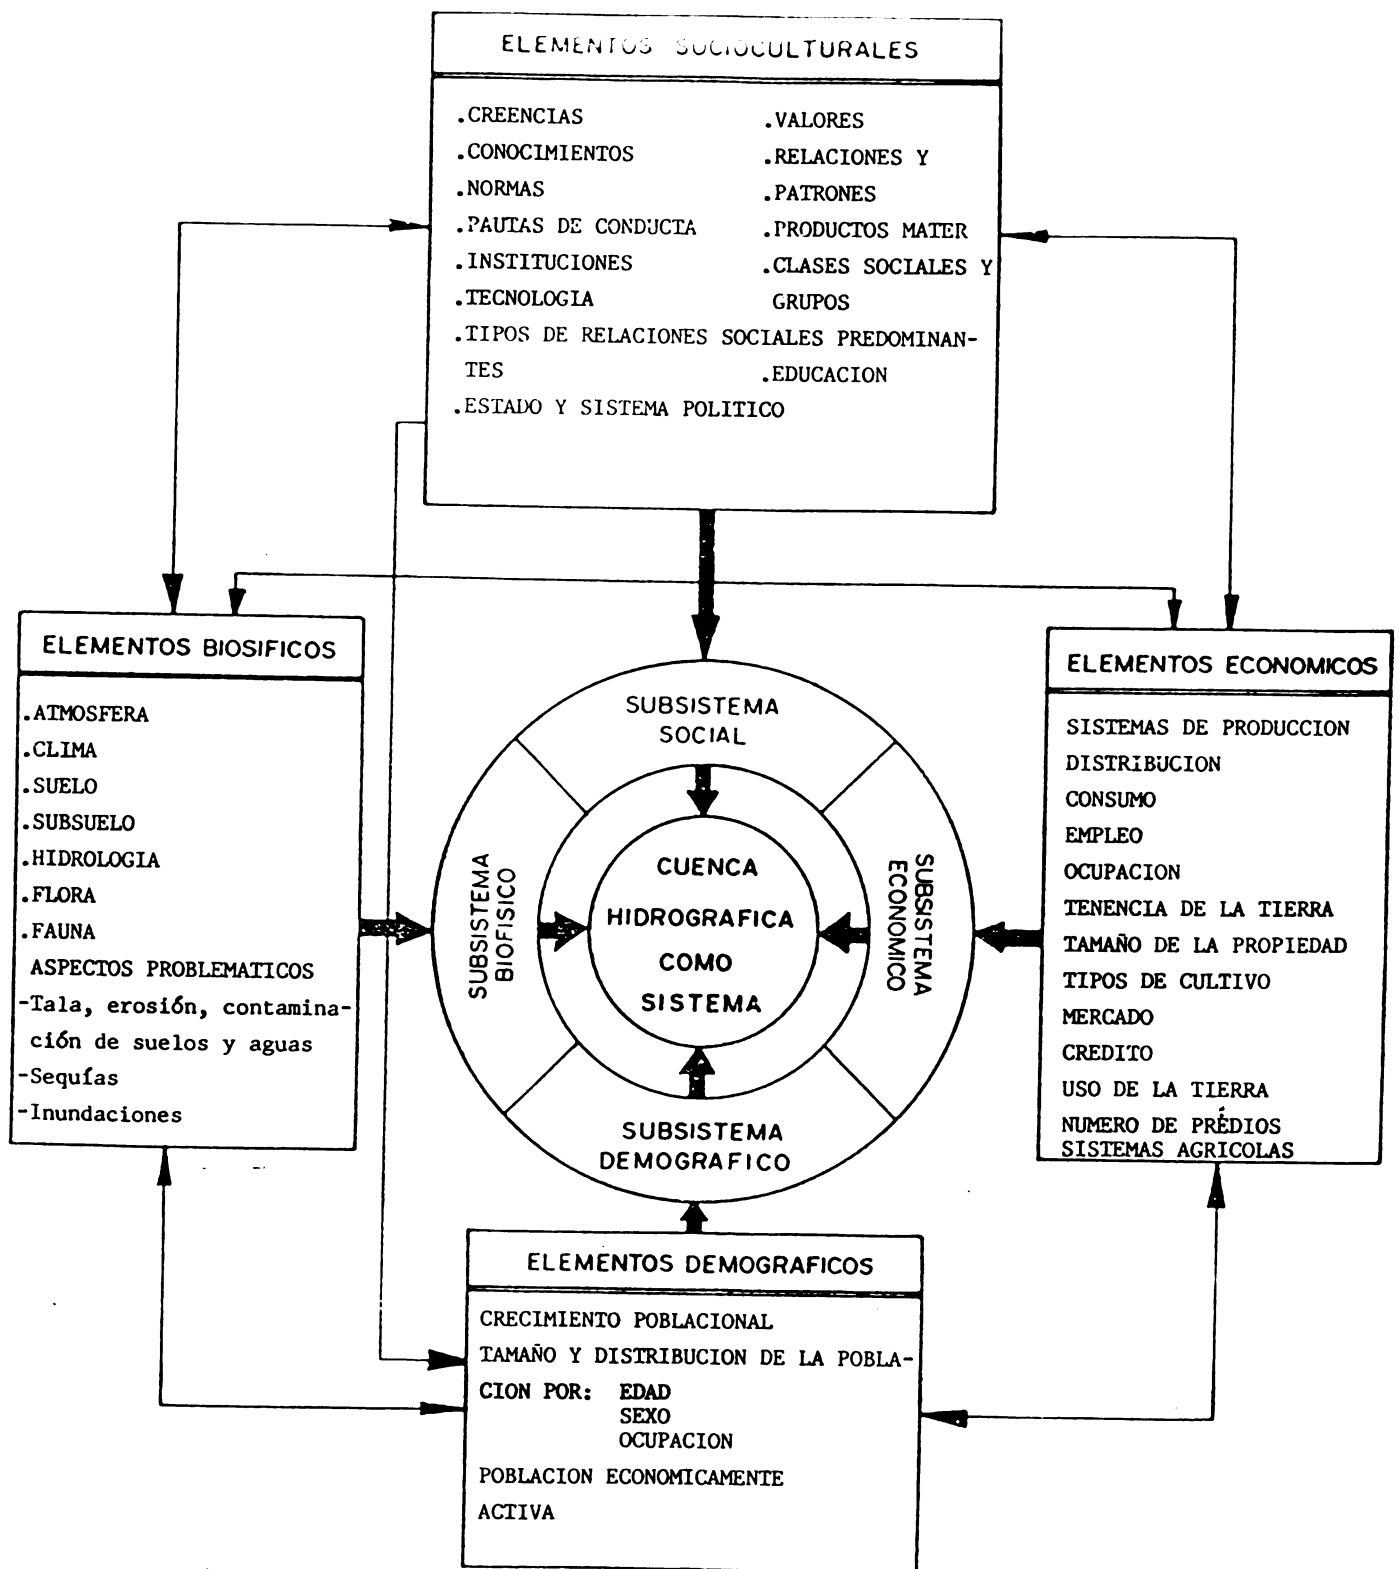 ELEMENTOS SOCIOCULTURALES
.CREENCIAS
.CONOCIMIENTOS
.NORMAS
.PAUTAS DE CONDUCTA
.INSTITUCIONES
.TECNOLOGIA
.VALORES
.RELACIONES Y
.PATRONES
.PRODUCTOS MATER
.CLASES SOCIALES Y
GRUPOS
.TIPOS DE RELACIONES SOCIALES PREDOMINAN-
TES
.EDUCACION
.ESTADO Y SISTEMA POLITICO
ELEMENTOS BIOSIFICOS
.ATMOSFERA
.CLIMA
.SUELO
.SUBSUELO
.HIDROLOGIA
.FLORA
.FAUNA
ASPECTOS PROBLEMATICOS
-Tala, erosión, contamina-
ción de suelos y aguas
-Sequías
-Inundaciones
SUBSISTEMA
SOCIAL
SUBSISTEMA
BIOFISICO
CUENCA
HIDROGRAFICA
COMO
SISTEMA
SUBSISTEMA
ECONOMICO
SUBSISTEMA
DEMOGRAFICO
ELEMENTOS ECONOMICOS
SISTEMAS DE PRODUCCION
DISTRIBUCION
CONSUMO
EMPLEO
OCUPACION
TENENCIA DE LA TIERRA
TAMAÑO DE LA PROPIEDAD
TIPOS DE CULTIVO
MERCADO
CREDITO
USO DE LA TIERRA
NUMERO DE PRÉDIOS
SISTEMAS AGRICOLAS
ELEMENTOS DEMOGRAFICOS
CRECIMIENTO POBLACIONAL
TAMAÑO Y DISTRIBUCION DE LA POBLA-
CION POR: EDAD
SEXO
OCUPACION
POBLACION ECONOMICAMENTE
ACTIVA